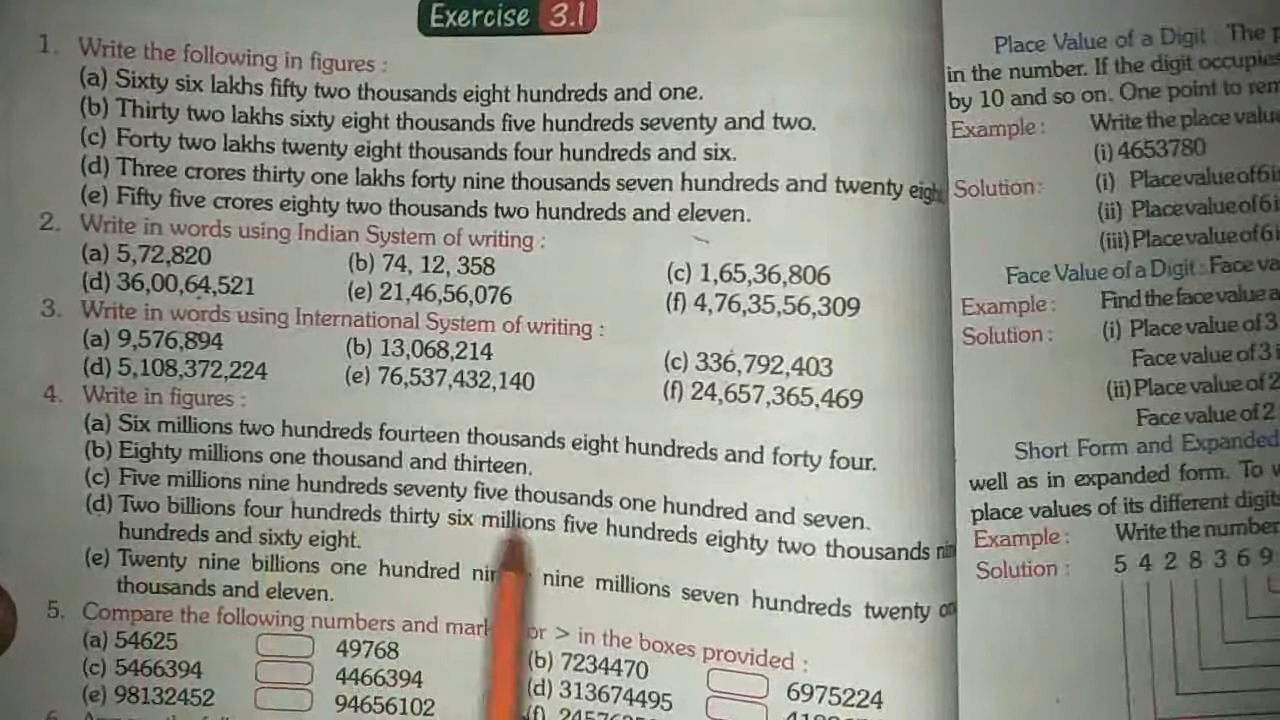 Exercise 3.1
1. Write the following in figures :
(a) Sixty six lakhs fifty two thousands eight hundreds and one.
(b) Thirty two lakhs sixty eight thousands five hundreds seventy and two.
(c) Forty two lakhs twenty eight thousands four hundreds and six.
(d) Three crores thirty one lakhs forty nine thousands seven hundreds and twenty
(e) Fifty five crores eighty two thousands two hundreds and eleven.
2. Write in words using Indian System of writing :
(a) 5,72,820 (b) 74, 12, 358 (c) 1,65,36,806
(d) 36,00,64,521 (e) 21,46,56,076 (f) 4,76,35,56,309
3. Write in words using International System of writing :
(a) 9,576,894 (b) 13,068,214 (c) 336,792,403
(d) 5,108,372,224 (e) 76,537,432,140 (f) 24,657,365,469
4. Write in figures :
(a) Six millions two hundreds fourteen thousands eight hundreds and forty four.
(b) Eighty millions one thousand and thirteen.
(c) Five millions nine hundreds seventy five thousands one hundred and seven.
(d) Two billions four hundreds thirty six millions five hundreds eighty two thousands
hundreds and sixty eight.
(e) Twenty nine billions one hundred nine millions seven hundreds twenty
thousands and eleven.
5. Compare the following numbers and mark or > in the boxes provided :
(a) 54625 49768 (b) 7234470 6975224
(c) 5466394 4466394 (d) 313674495
(e) 98132452 94656102 (f)
Place Value of a Digit : The
in the number. If the digit occupies
by 10 and so on. One point to
Example : Write the place
(i) 4653780
Solution : (i) Place value of 6
(ii) Place value of 6
(iii) Place value of 6
Face Value of a Digit : Face
Example : Find the face value
Solution : (i) Place value of 3
Face value of 3
(ii) Place value of 2
Face value of 2
Short Form and Expanded
well as in expanded form. To
place values of its different
Example : Write the number
Solution : 5 4 2 8 3 6 9